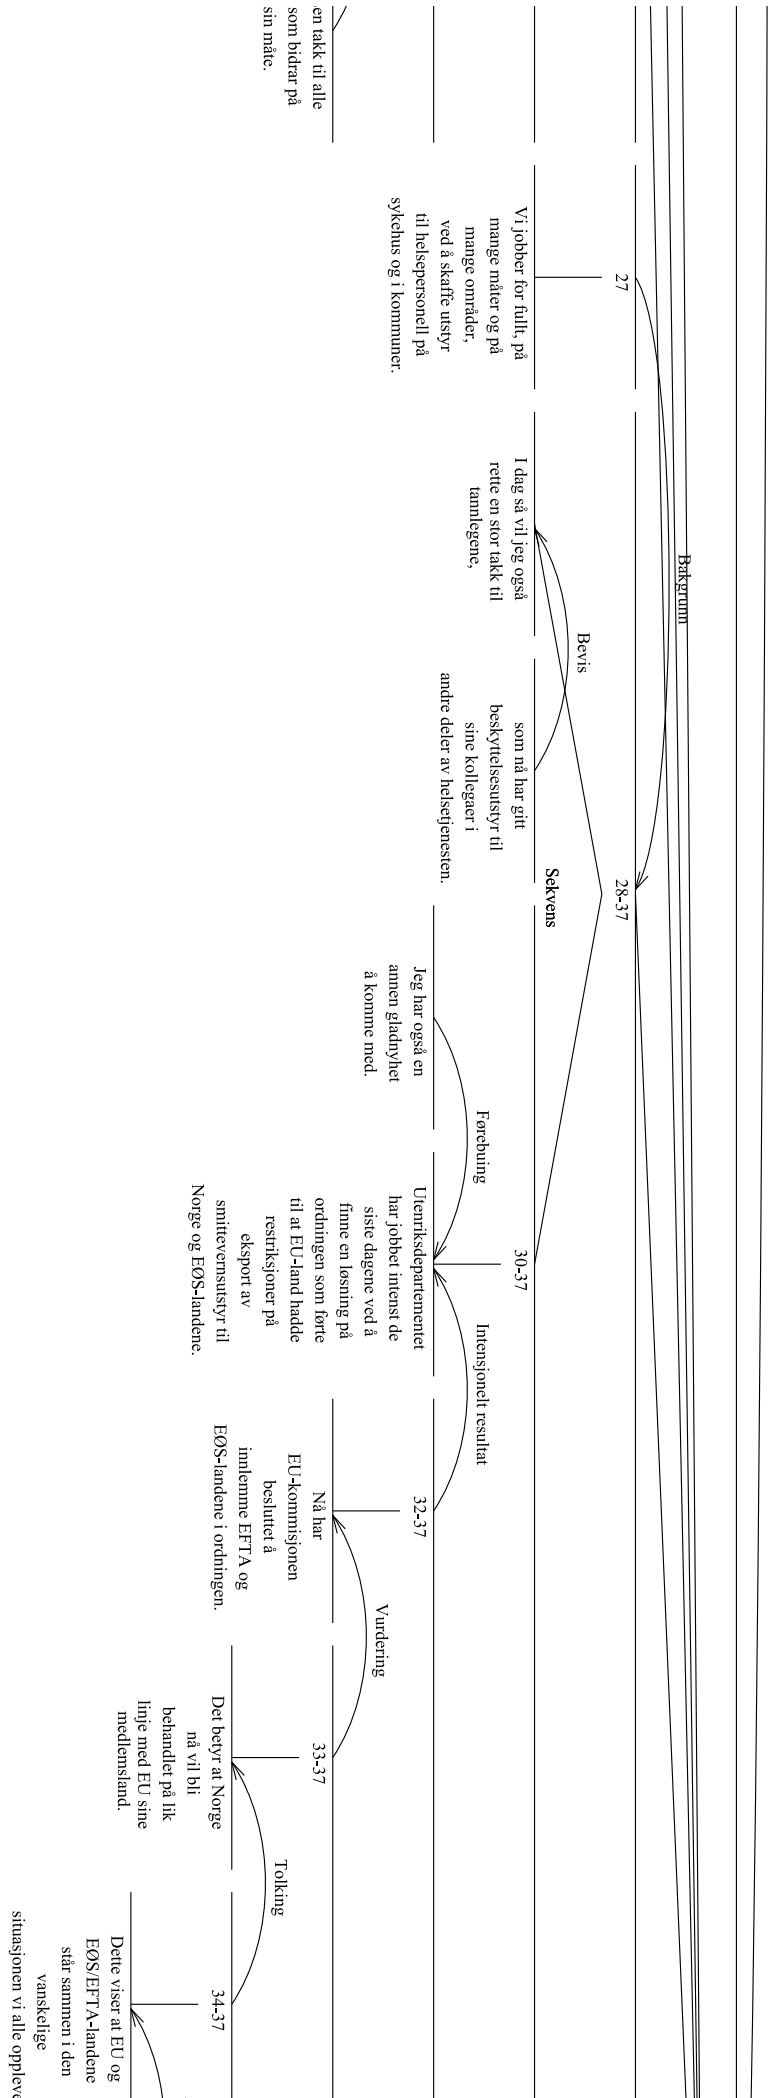 en takk til alle
som bidrar på
sin måte.
27
Vi jobber for fullt, på
mange måter og på
mange områder,
ved å skaffe utstyr
til helsepersonell på
sykehus og i kommuner.
Bakgrunn
28-37
I dag så vil jeg også
rette en stor takk til
tannlegene,
Bevis
som nå har gitt
beskyttelsesutstyr til
sine kollegaer i
andre deler av helsetjenesten.
Sekvens
Jeg har også en
annen gladnyhet
å komme med.
Førebuing
30-37
Utenriksdepartementet
har jobbet intenst de
siste dagene ved å
finne en løsning på
ordningen som førte
til at EU-land hadde
restriksjoner på
eksport av
smittevernsutstyr til
Norge og EØS-landene.
Intensjonelt resultat
32-37
Nå har
EU-kommisjonen
besluttet å
innlemme EFTA og
EØS-landene i ordningen.
Vurdering
33-37
Det betyr at Norge
nå vil bli
behandlet på lik
linje med EU sine
medlemsland.
Tolking
34-37
Dette viser at EU og
EØS/EFTA-landene
står sammen i den
vanskelige
situasjonen vi alle oppleve